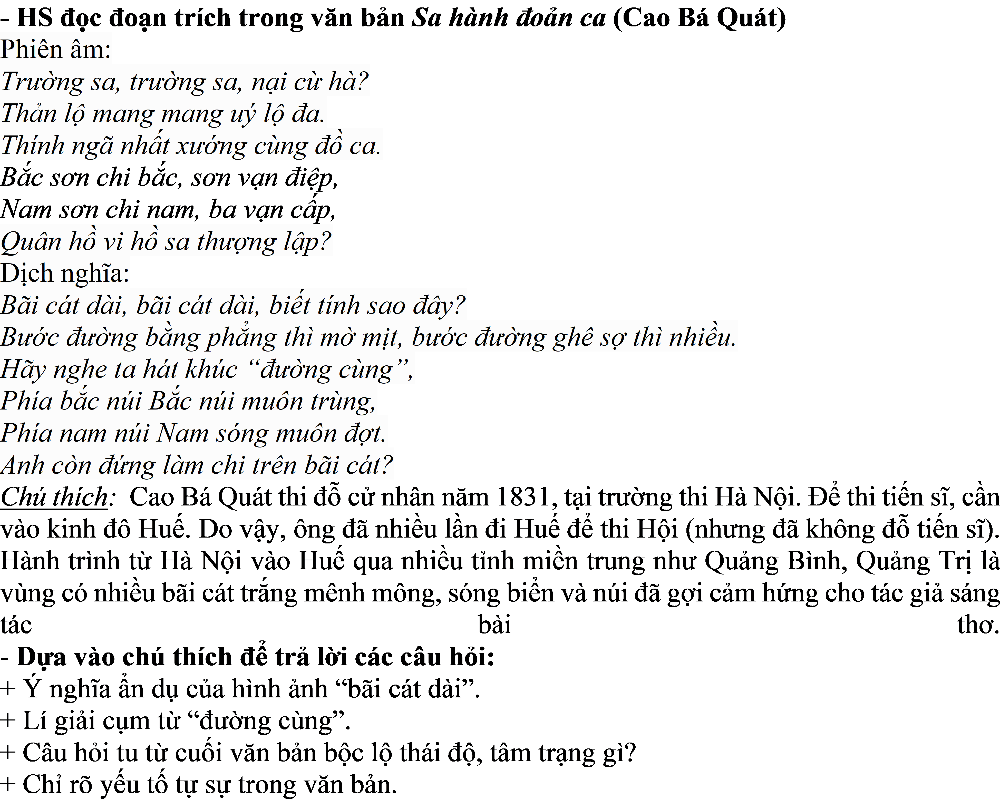 - HS đọc đoạn trích trong văn bản Sa hành đoản ca (Cao Bá Quát)
Phiên âm:
Trường sa, trường sa, nại cừ hà?
Thản lộ mang mang uý lộ đa.
Thính ngã nhất xướng cùng đồ ca.
Bắc sơn chi bắc, sơn vạn điệp,
Nam sơn chi nam, ba vạn cấp,
Quân hồ vi hồ sa thượng lập?
Dịch nghĩa:
Bãi cát dài, bãi cát dài, biết tính sao đây?
Bước đường bằng phẳng thì mờ mịt, bước đường ghê sợ thì nhiều.
Hãy nghe ta hát khúc “đường cùng”,
Phía bắc núi Bắc núi muôn trùng,
Phía nam núi Nam sóng muôn đợt.
Anh còn đứng làm chi trên bãi cát?
Chú thích: Cao Bá Quát thi đỗ cử nhân năm 1831, tại trường thi Hà Nội. Để thi tiến sĩ, cần
vào kinh đô Huế. Do vậy, ông đã nhiều lần đi Huế để thi Hội (nhưng đã không đỗ tiến sĩ).
Hành trình từ Hà Nội vào Huế qua nhiều tỉnh miền trung như Quảng Bình, Quảng Trị là
vùng có nhiều bãi cát trắng mênh mông, sóng biển và núi đã gợi cảm hứng cho tác giả sáng
tác bài thơ.
- Dựa vào chú thích để trả lời các câu hỏi:
+ Ý nghĩa ẩn dụ của hình ảnh “bãi cát dài”.
+ Lí giải cụm từ “đường cùng”.
+ Câu hỏi tu từ cuối văn bản bộc lộ thái độ, tâm trạng gì?
+ Chỉ rõ yếu tố tự sự trong văn bản.